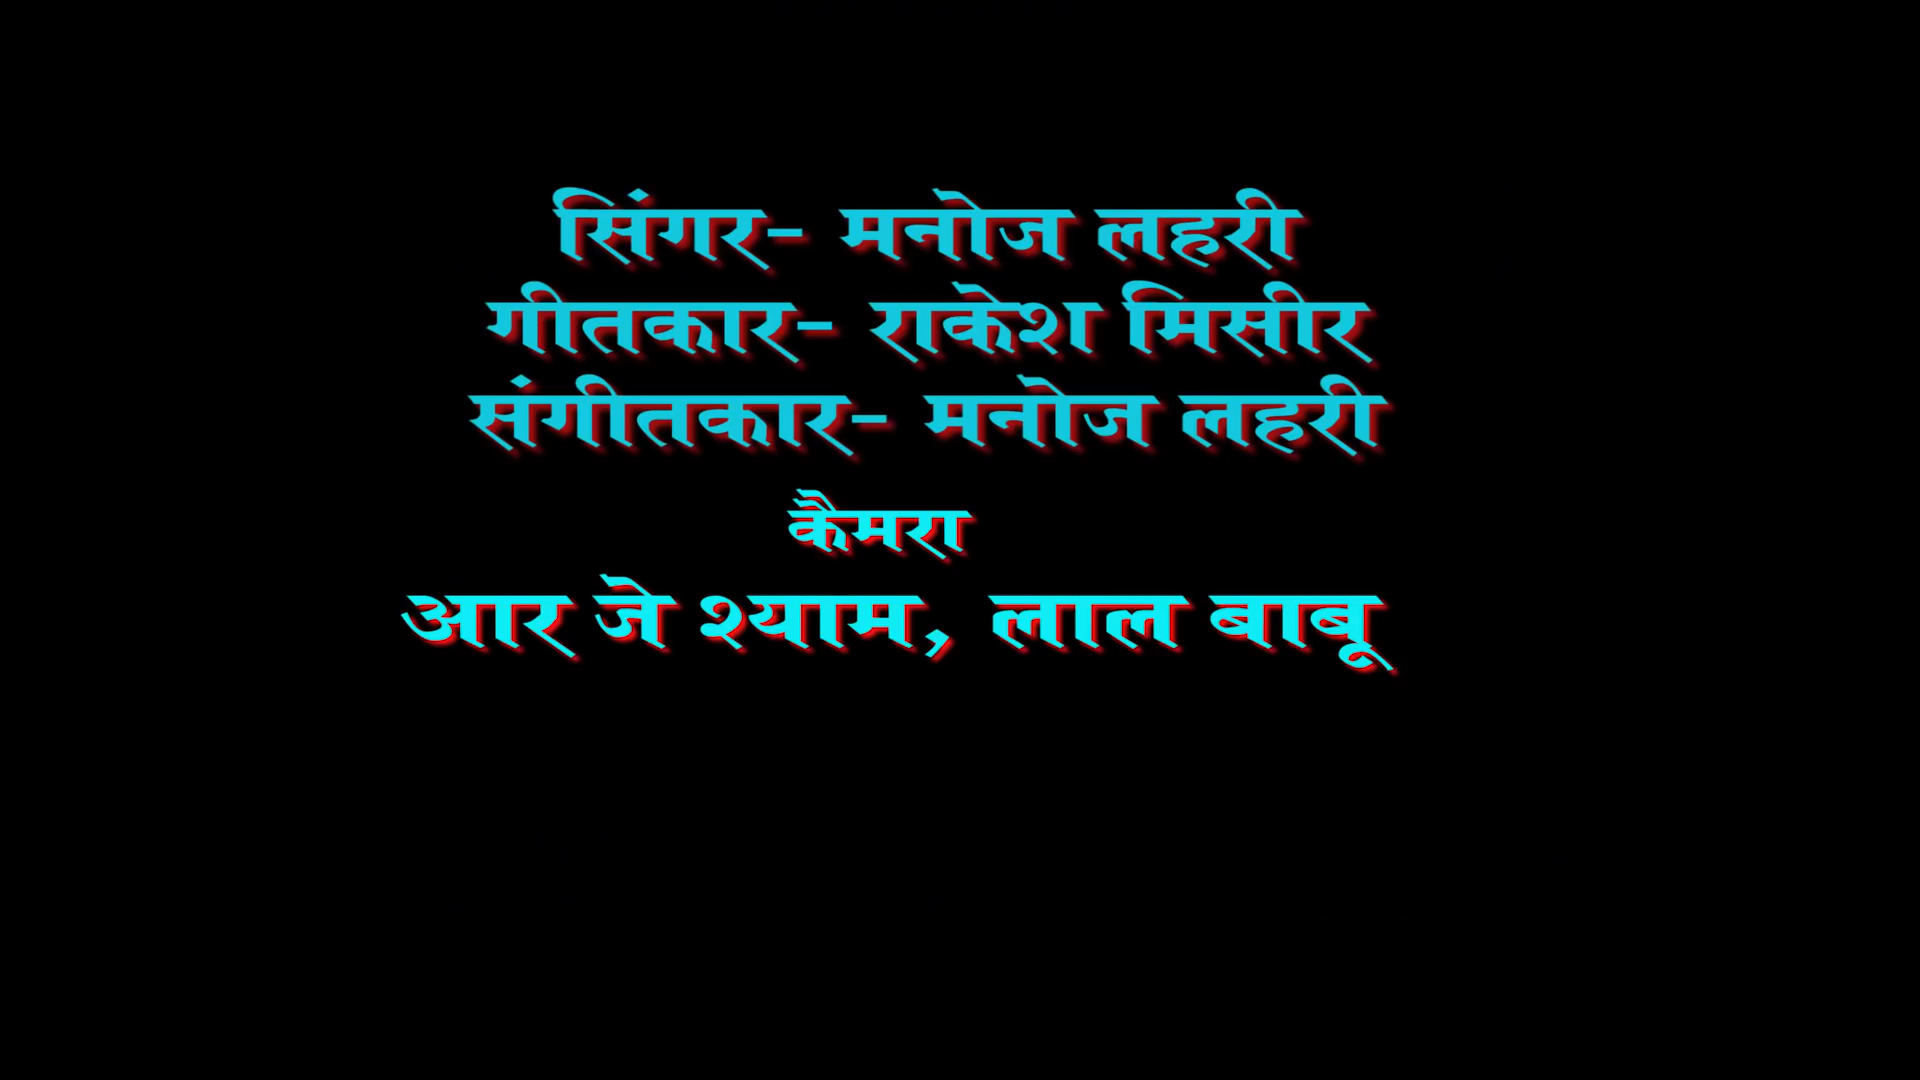 सिंगर- मनोज लहरी
गीतकार- राकेश मिसीर
संगीतकार- मनोज लहरी
कैमरा
आर जे श्याम, लाल बाबू